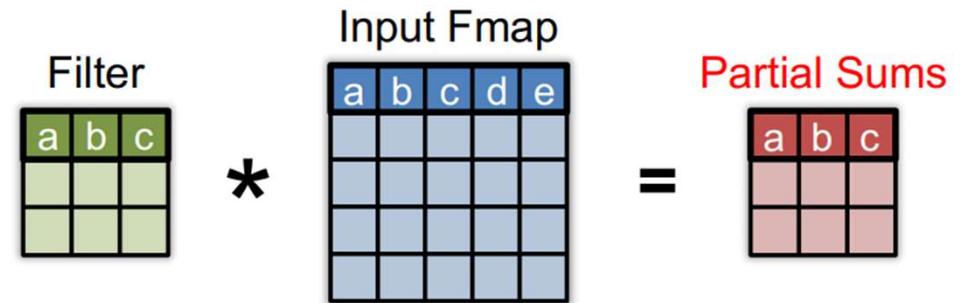 Input Fmap
Filter
Partial Sums
a b c
*
a b c d e
=
a b c